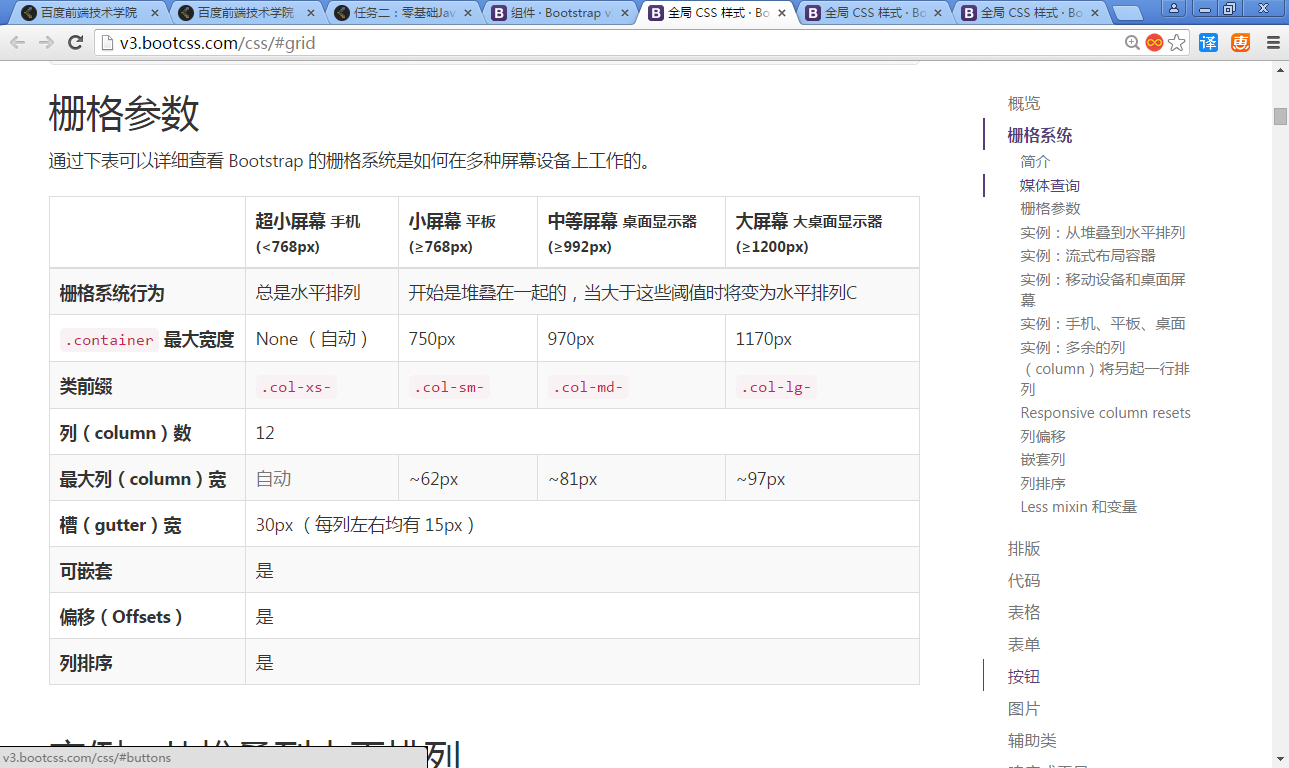 百度前端技术学院
百度前端技术学院
任务二：零基础Jav
组件 · Bootstrap v
全局 CSS 样式 · Bo
全局 CSS 样式 · Bo
全局 CSS 样式 · Bo
v3.bootcss.com/css/#grid
译
惠
栅格参数
通过下表可以详细查看 Bootstrap 的栅格系统是如何在多种屏幕设备上工作的。
超小屏幕 手机 (<768px)
小屏幕 平板 (≥768px)
中等屏幕 桌面显示器 (≥992px)
大屏幕 大桌面显示器 (≥1200px)
栅格系统行为 总是水平排列 开始是堆叠在一起的，当大于这些阈值时将变为水平排列C
.container 最大宽度 None （自动） 750px 970px 1170px
类前缀 .col-xs- .col-sm- .col-md- .col-lg-
列（column）数 12
最大列（column）宽 自动 ~62px ~81px ~97px
槽（gutter）宽 30px （每列左右均有 15px）
可嵌套 是
偏移（Offsets） 是
列排序 是
概览
栅格系统
简介
媒体查询
栅格参数
实例：从堆叠到水平排列
实例：流式布局容器
实例：移动设备和桌面屏
幕
实例：手机、平板、桌面
实例：多余的列
（column）将另起一行排
列
Responsive column resets
列偏移
嵌套列
列排序
Less mixin 和变量
排版
代码
表格
表单
按钮
图片
辅助类
v3.bootcss.com/css/#buttons